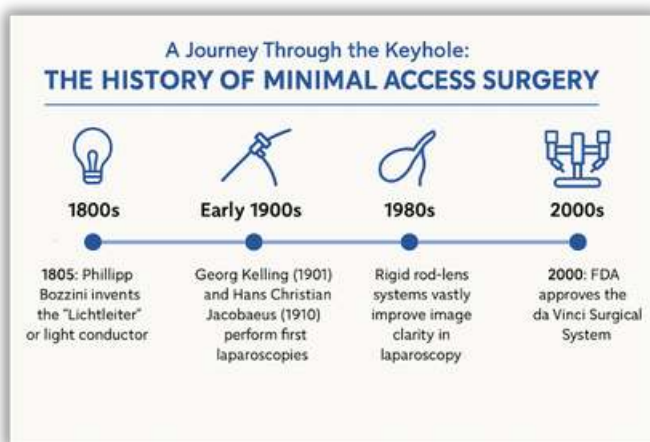 A Journey Through the Keyhole:
THE HISTORY OF MINIMAL ACCESS SURGERY
1800s
1805: Phillipp
Bozzini invents
the "Lichtleiter"
or light conductor
Early 1900s
Georg Kelling (1901)
and Hans Christian
Jacobaeus (1910)
perform first
laparoscopies
1980s
Rigid rod-lens
systems vastly
improve image
clarity in
laparoscopy
2000s
2000: FDA
approves the
da Vinci Surgical
System